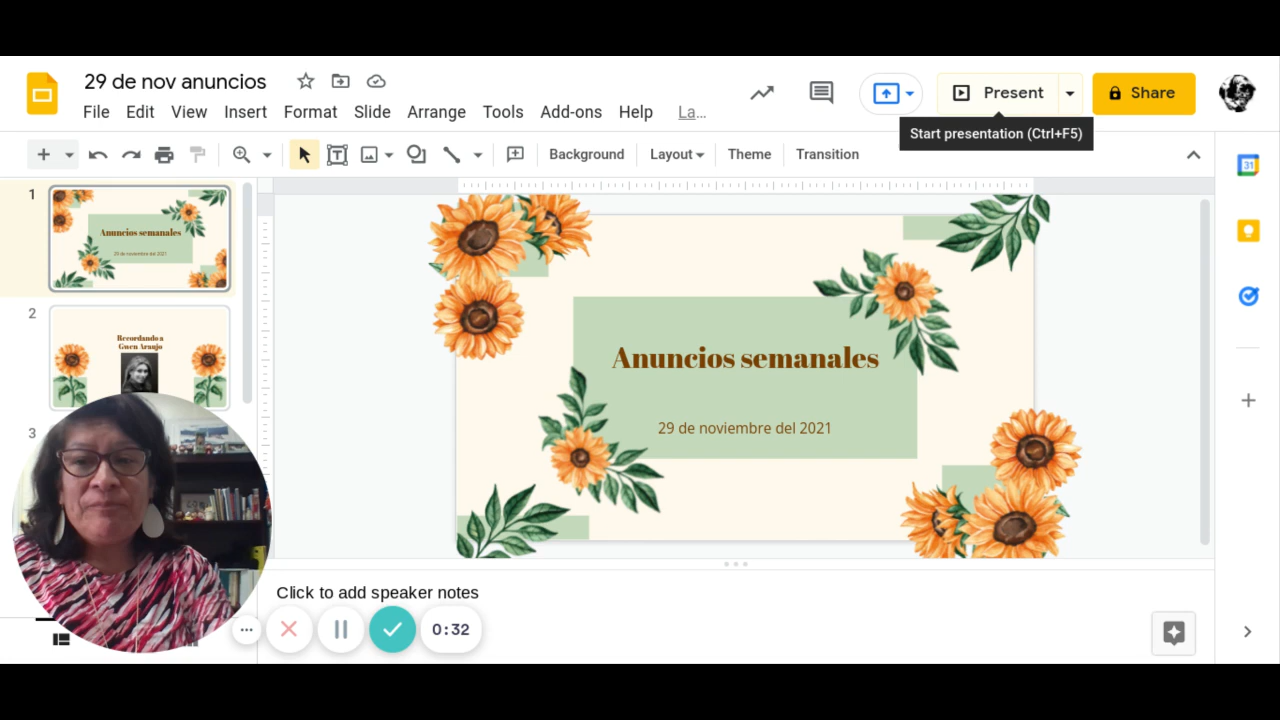 29 de nov anuncios
File Edit View Insert Format Slide Arrange Tools Add-ons Help La...
Present
Share
Start presentation (Ctrl+F5)
Background Layout Theme Transition
31
1
Anuncios semanales
29 de noviembre del 2021
2
Recordando a
Gwen Araujo
3
Anuncios semanales
29 de noviembre del 2021
Click to add speaker notes
0:32